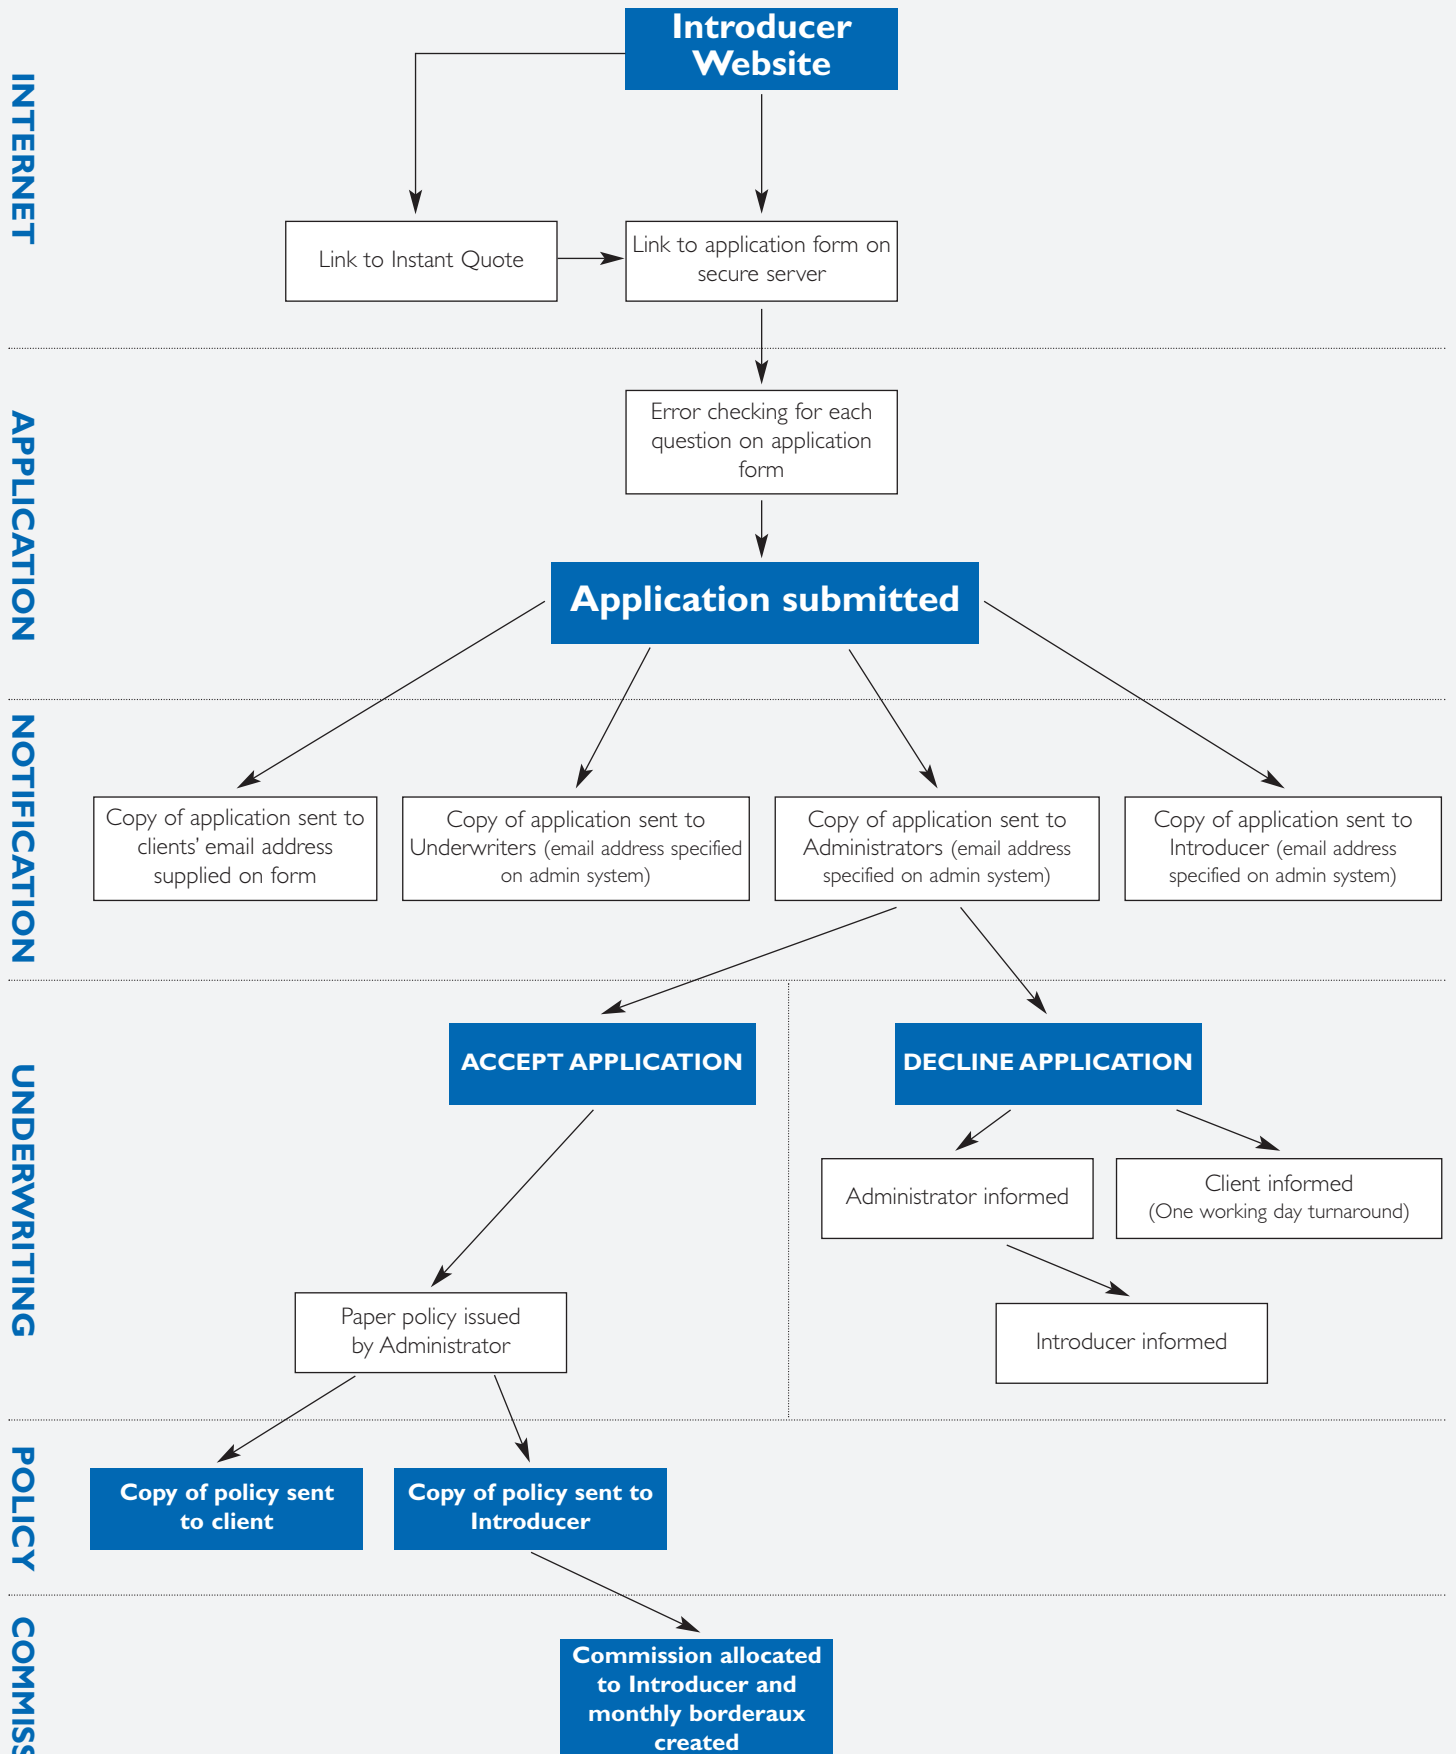 INTERNET
Introducer
Website
Link to Instant Quote
Link to application form on
secure server
APPLICATION
Error checking for each
question on application
form
Application submitted
NOTIFICATION
Copy of application sent to
clients’ email address
supplied on form
Copy of application sent to
Underwriters (email address specified
on admin system)
Copy of application sent to
Administrators (email address
specified on admin system)
Copy of application sent to
Introducer (email address
specified on admin system)
UNDERWRITING
ACCEPT APPLICATION
DECLINE APPLICATION
Administrator informed
Client informed
(One working day turnaround)
Introducer informed
Paper policy issued
by Administrator
POLICY
Copy of policy sent
to client
Copy of policy sent to
Introducer
COMMISS
Commission allocated
to Introducer and
monthly borderaux
created